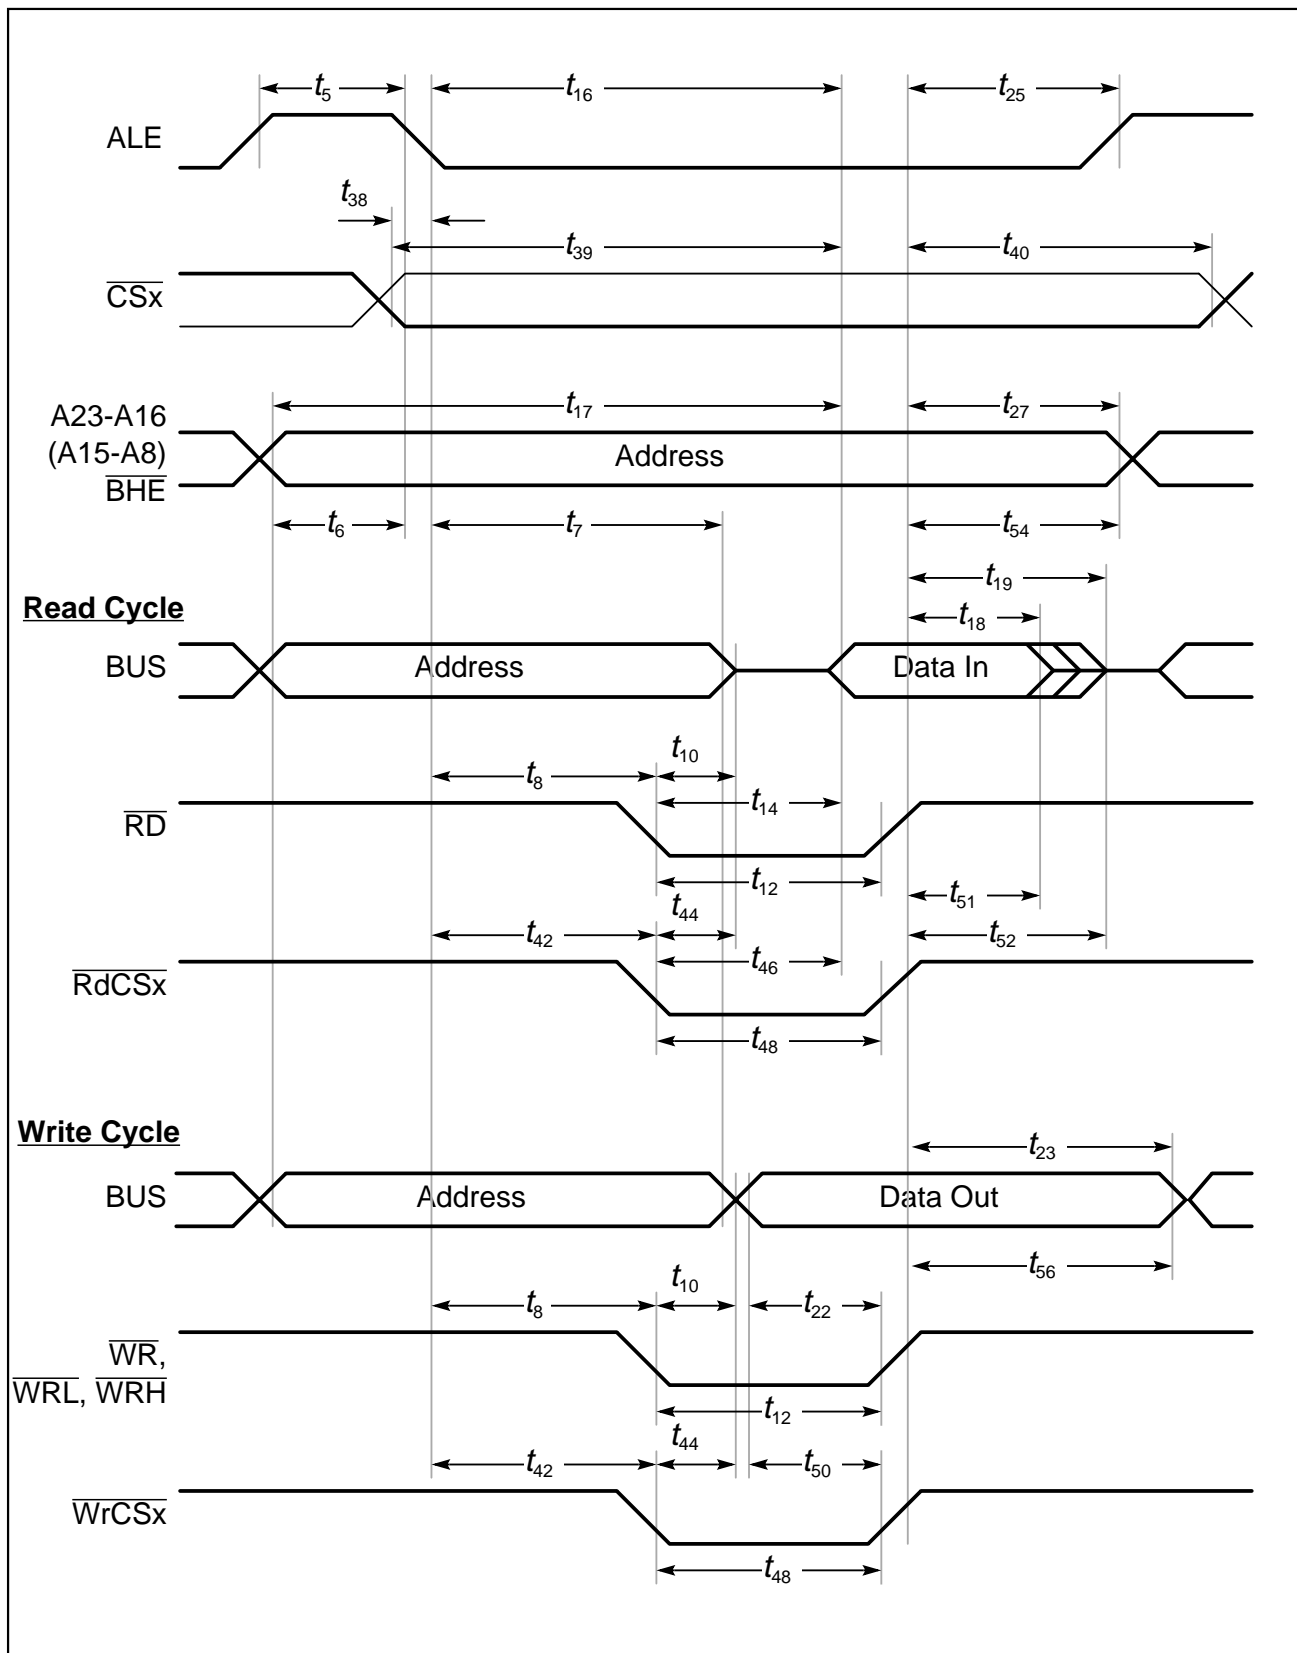 t5 t16 t25
ALE
t38
t39 t40
CSx
A23-A16
(A15-A8)
BHE
t17 t27
Address
t6 t7 t54
t19
Read Cycle
t18
BUS Address Data In
t10
t8
t14
RD
t12
t51
t44
t42 t52
t46
RdCSx
t48
Write Cycle
t23
BUS Address Data Out
t56
t10
t8 t22
WR,
WRL, WRH
t12
t44
t42 t50
WrCSx
t48